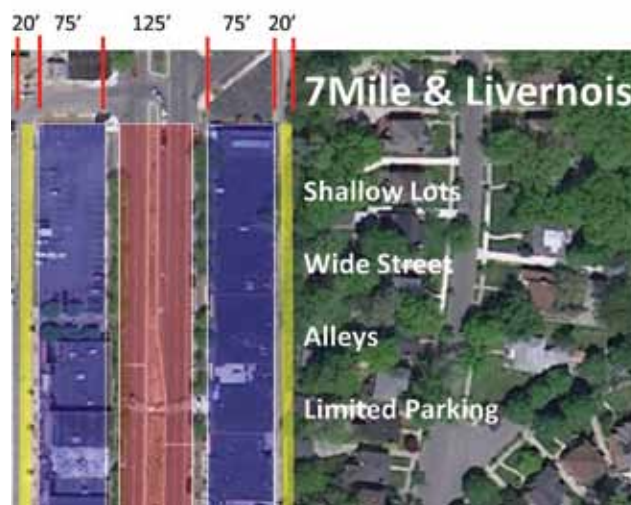 20’ 75’ 125’ 75’ 20’
7Mile & Livernois
Shallow Lots
Wide Street
Alleys
Limited Parking